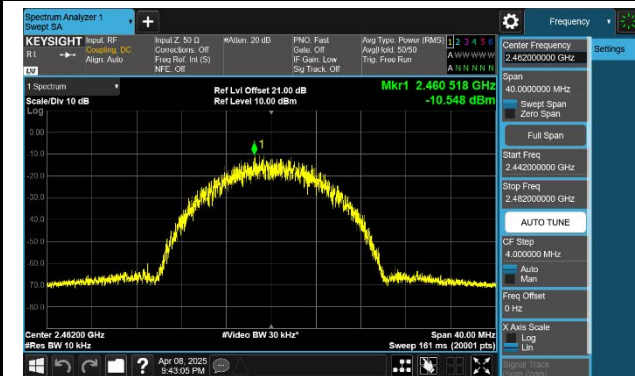 Spectrum Analyzer 1
Swept SA
+
Frequency
KEYSIGHT
RL
Input: RF
Coupling: DC
Align: Auto
Input Z: 50 Ω
Corrections: Off
Freq Ref: Int (S)
NFE: Off
#Atten: 20 dB
PNO: Fast
Gate: Off
IF Gain: Low
Sig Track: Off
Avg Type: Power (RMS)
Avg|Hold: 50/50
Trig: Free Run
1 2 3 4 5 6
A W W W W W
A N N N N N
LW
1 Spectrum
Scale/Div 10 dB
Log
Ref Lvl Offset 21.00 dB
Ref Level 10.00 dBm
Mkr1 2.460 518 GHz
-10.548 dBm
1
0.00
-10.0
-20.0
-30.0
-40.0
-50.0
-60.0
-70.0
-80.0
Center 2.46200 GHz
#Res BW 10 kHz
#Video BW 30 kHz*
Span 40.00 MHz
Sweep 161 ms (20001 pts)
Apr 08, 2025
9:43:05 PM
?
Center Frequency
2.462000000 GHz
Settings
Span
40.0000000 MHz
Swept Span
Zero Span
Full Span
Start Freq
2.442000000 GHz
Stop Freq
2.482000000 GHz
AUTO TUNE
CF Step
4.000000 MHz
Auto
Man
Freq Offset
0 Hz
X Axis Scale
Log
Lin
Signal Track
(Span Zoom)